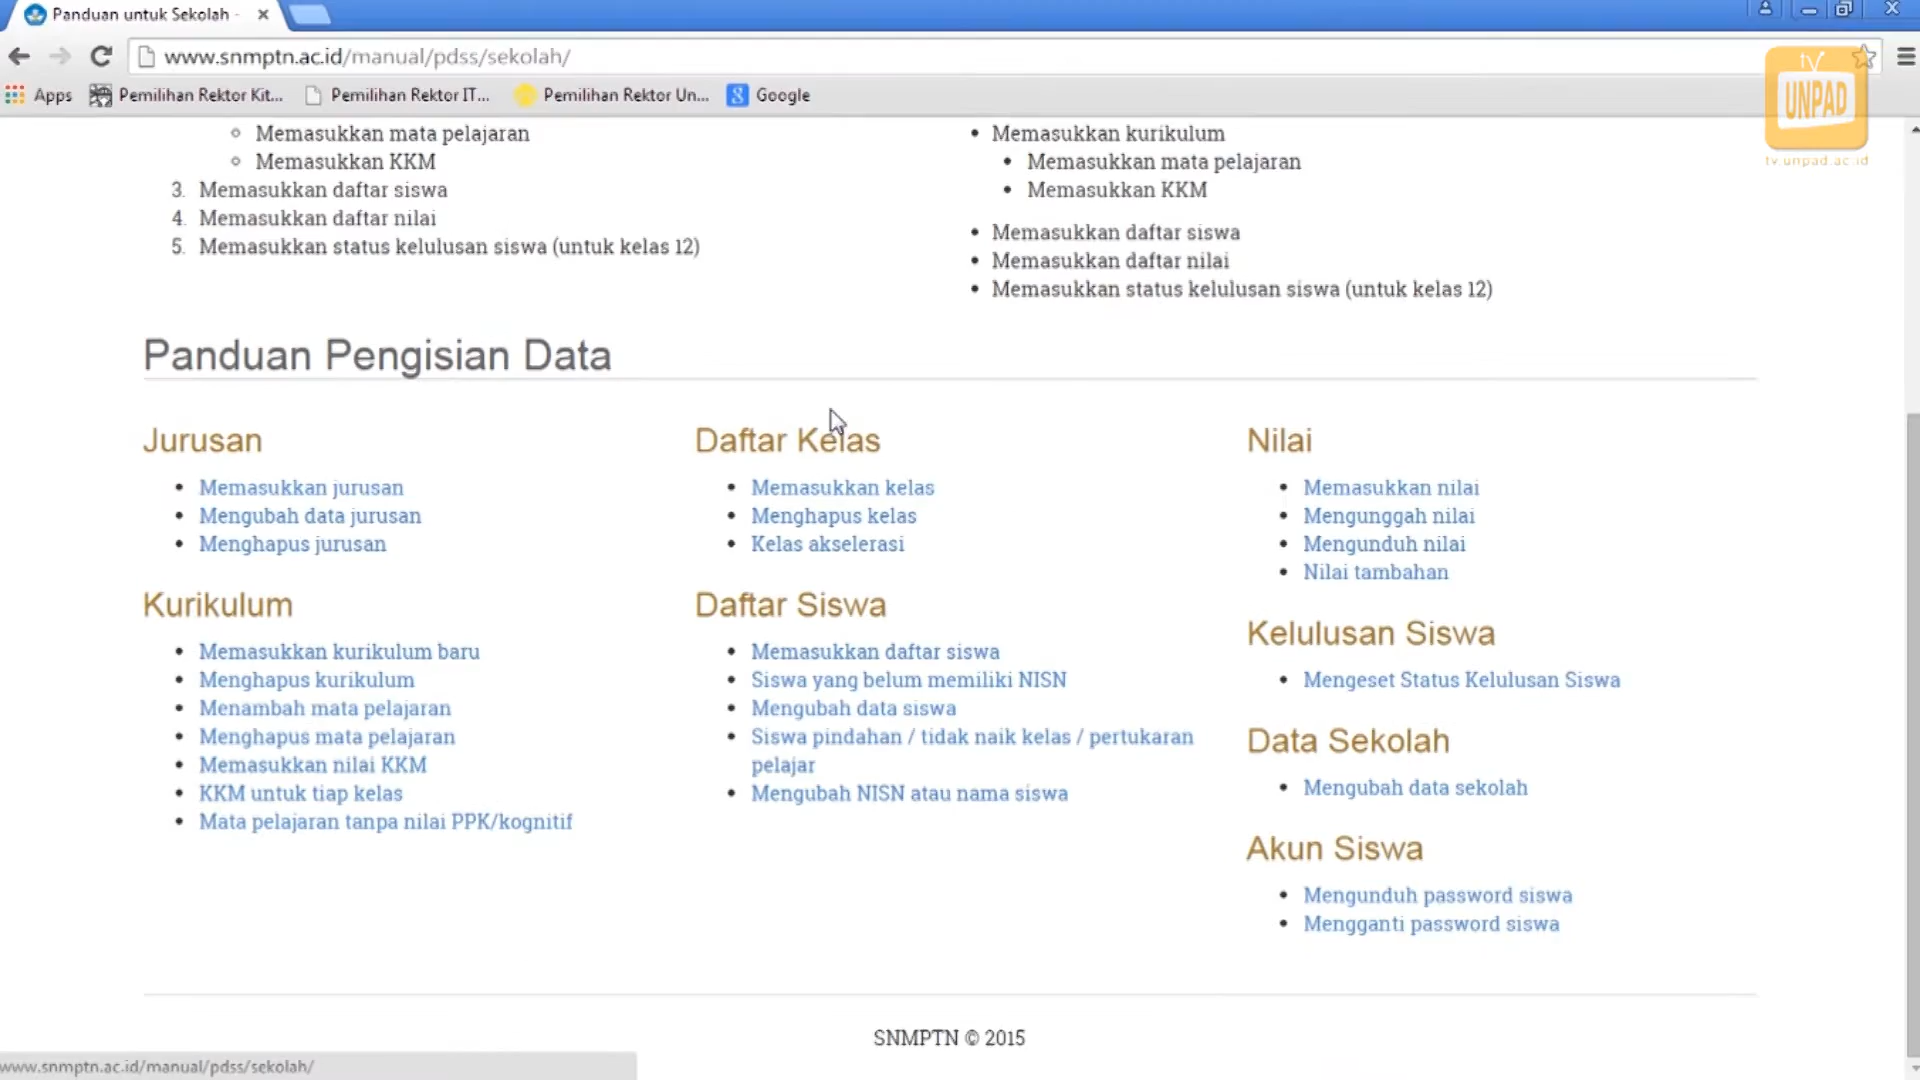 Panduan untuk Sekolah -
www.snmptn.ac.id/manual/pdss/sekolah/
Apps Pemilihan Rektor Kit... Pemilihan Rektor IT... Pemilihan Rektor Un... Google
tv
UNPAD
tv.unpad.ac.id
Memasukkan mata pelajaran
Memasukkan KKM
3. Memasukkan daftar siswa
4. Memasukkan daftar nilai
5. Memasukkan status kelulusan siswa (untuk kelas 12)
Memasukkan kurikulum
Memasukkan mata pelajaran
Memasukkan KKM
Memasukkan daftar siswa
Memasukkan daftar nilai
Memasukkan status kelulusan siswa (untuk kelas 12)
Panduan Pengisian Data
Jurusan
Memasukkan jurusan
Mengubah data jurusan
Menghapus jurusan
Kurikulum
Memasukkan kurikulum baru
Menghapus kurikulum
Menambah mata pelajaran
Menghapus mata pelajaran
Memasukkan nilai KKM
KKM untuk tiap kelas
Mata pelajaran tanpa nilai PPK/kognitif
Daftar Kelas
Memasukkan kelas
Menghapus kelas
Kelas akselerasi
Daftar Siswa
Memasukkan daftar siswa
Siswa yang belum memiliki NISN
Mengubah data siswa
Siswa pindahan / tidak naik kelas / pertukaran
pelajar
Mengubah NISN atau nama siswa
Nilai
Memasukkan nilai
Mengunggah nilai
Mengunduh nilai
Nilai tambahan
Kelulusan Siswa
Mengeset Status Kelulusan Siswa
Data Sekolah
Mengubah data sekolah
Akun Siswa
Mengunduh password siswa
Mengganti password siswa
SNMPTN © 2015
www.snmptn.ac.id/manual/pdss/sekolah/